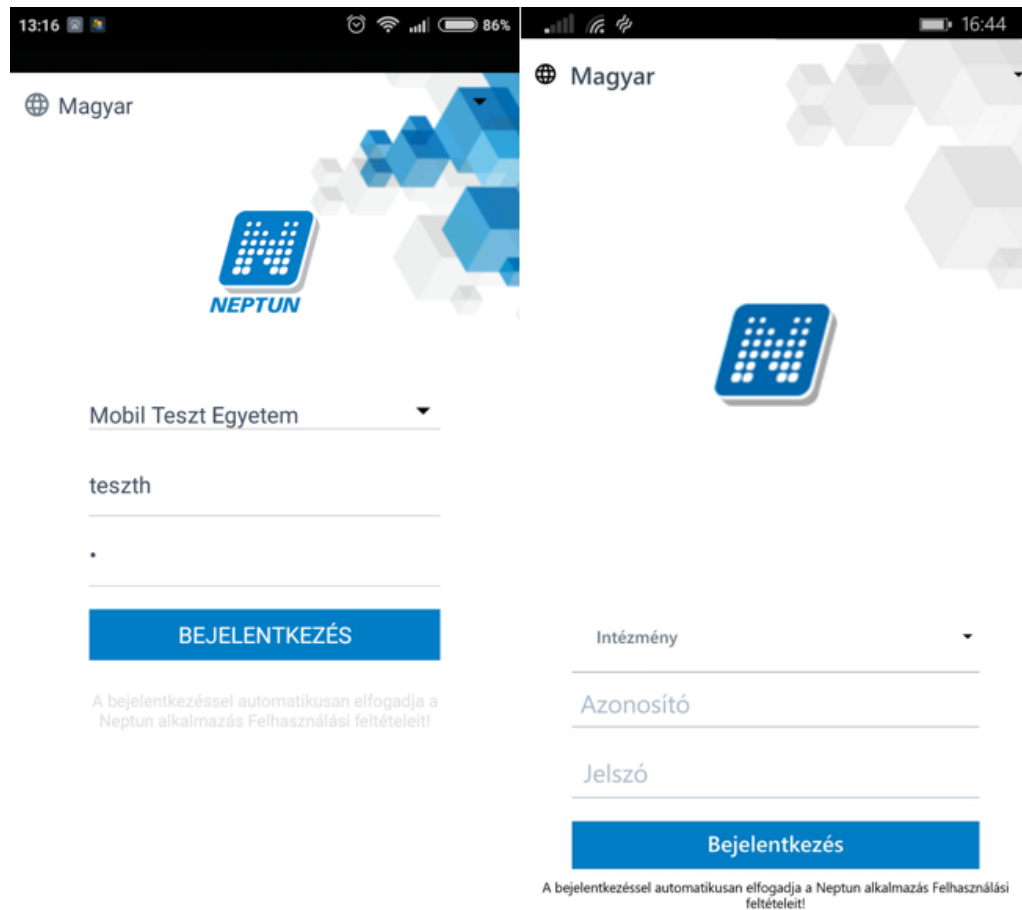 13:16
86%
Magyar
NEPTUN
Mobil Teszt Egyetem
teszth
•
BEJELENTKEZÉS
A bejelentkezéssel automatikusan elfogadja a
Neptun alkalmazás Felhasználási feltételeit!
16:44
Magyar
Intézmény
Azonosító
Jelszó
Bejelentkezés
A bejelentkezéssel automatikusan elfogadja a Neptun alkalmazás Felhasználási
feltételeit!